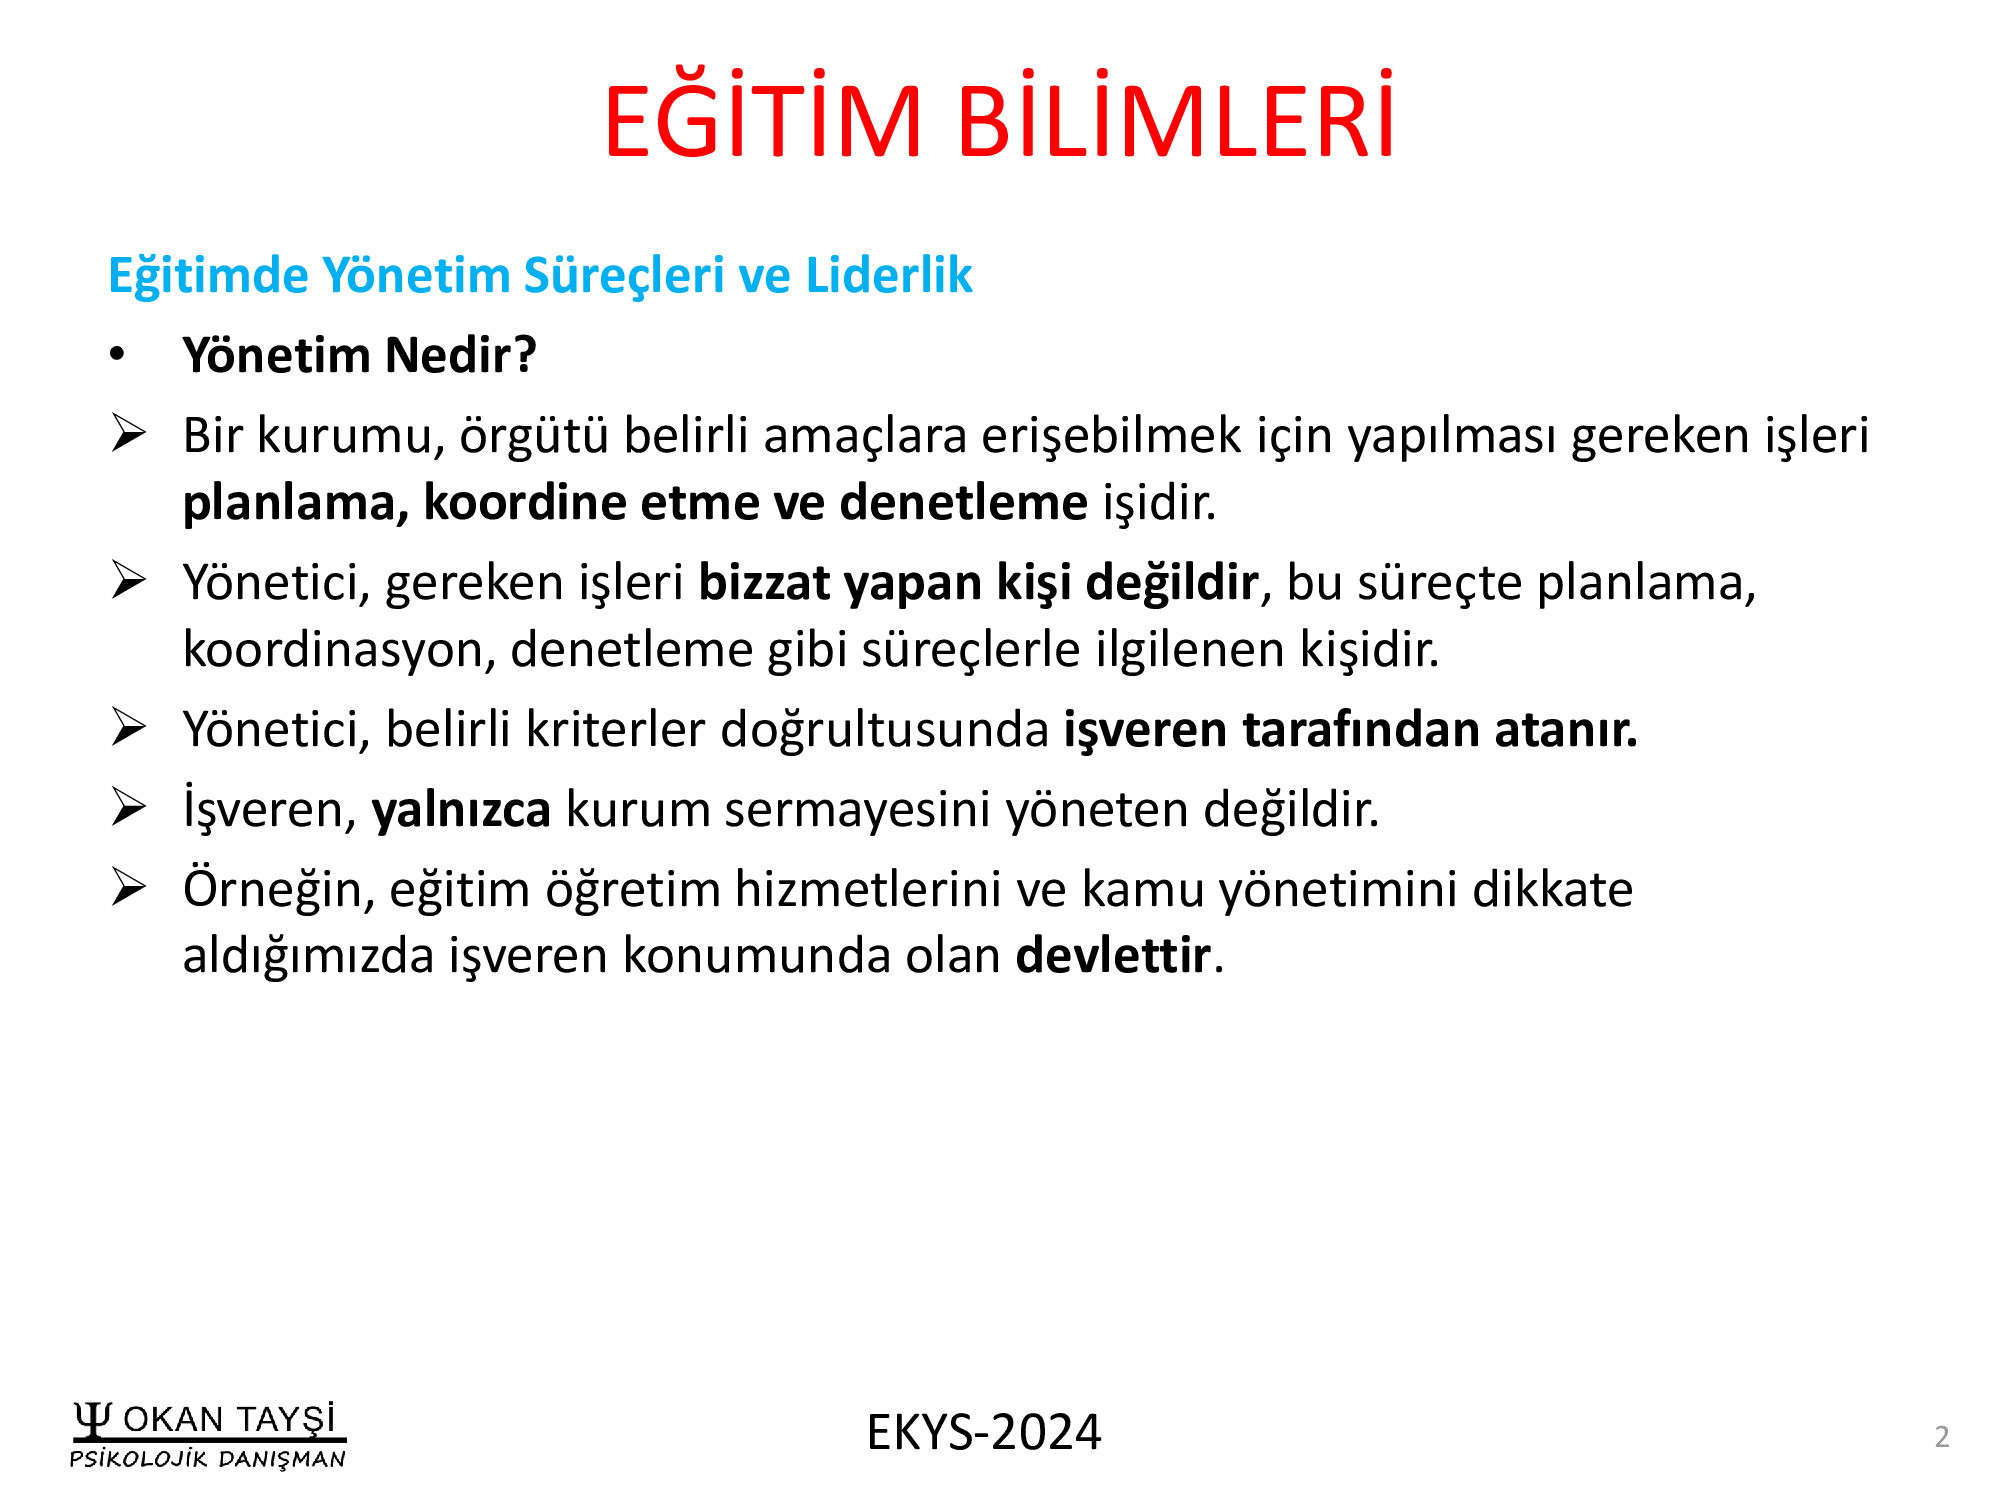 EĞİTİM BİLİMLERİ
Eğitimde Yönetim Süreçleri ve Liderlik
• Yönetim Nedir?
➢ Bir kurumu, örgütü belirli amaçlara erişebilmek için yapılması gereken işleri
planlama, koordine etme ve denetleme işidir.
➢ Yönetici, gereken işleri bizzat yapan kişi değildir, bu süreçte planlama,
koordinasyon, denetleme gibi süreçlerle ilgilenen kişidir.
➢ Yönetici, belirli kriterler doğrultusunda işveren tarafından atanır.
➢ İşveren, yalnızca kurum sermayesini yöneten değildir.
➢ Örneğin, eğitim öğretim hizmetlerini ve kamu yönetimini dikkate
aldığımızda işveren konumunda olan devlettir.
Ψ OKAN TAYŞİ
PSİKOLOJİK DANIŞMAN
EKYS-2024
2